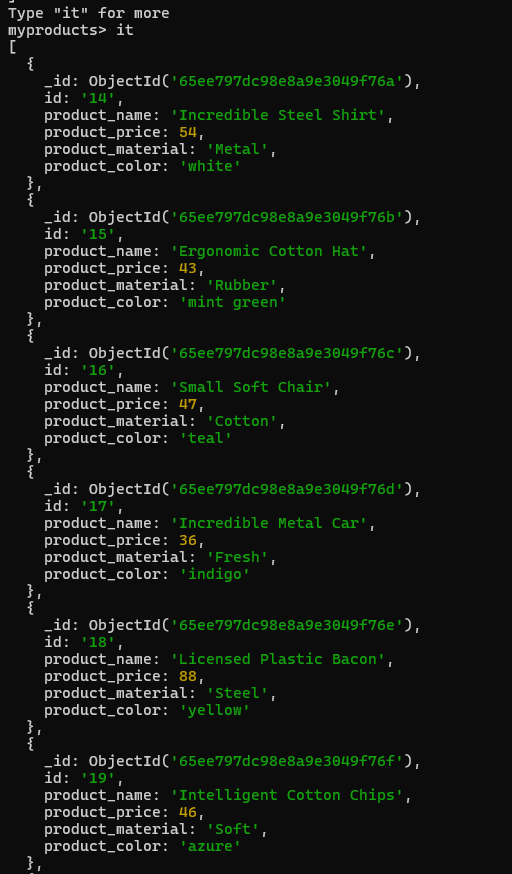 ]
Type "it" for more
myproducts> it
[
  {
    _id: ObjectId('65ee797dc98e8a9e3049f76a'),
    id: '14',
    product_name: 'Incredible Steel Shirt',
    product_price: 54,
    product_material: 'Metal',
    product_color: 'white'
  },
  {
    _id: ObjectId('65ee797dc98e8a9e3049f76b'),
    id: '15',
    product_name: 'Ergonomic Cotton Hat',
    product_price: 43,
    product_material: 'Rubber',
    product_color: 'mint green'
  },
  {
    _id: ObjectId('65ee797dc98e8a9e3049f76c'),
    id: '16',
    product_name: 'Small Soft Chair',
    product_price: 47,
    product_material: 'Cotton',
    product_color: 'teal'
  },
  {
    _id: ObjectId('65ee797dc98e8a9e3049f76d'),
    id: '17',
    product_name: 'Incredible Metal Car',
    product_price: 36,
    product_material: 'Fresh',
    product_color: 'indigo'
  },
  {
    _id: ObjectId('65ee797dc98e8a9e3049f76e'),
    id: '18',
    product_name: 'Licensed Plastic Bacon',
    product_price: 88,
    product_material: 'Steel',
    product_color: 'yellow'
  },
  {
    _id: ObjectId('65ee797dc98e8a9e3049f76f'),
    id: '19',
    product_name: 'Intelligent Cotton Chips',
    product_price: 46,
    product_material: 'Soft',
    product_color: 'azure'
  },
  {